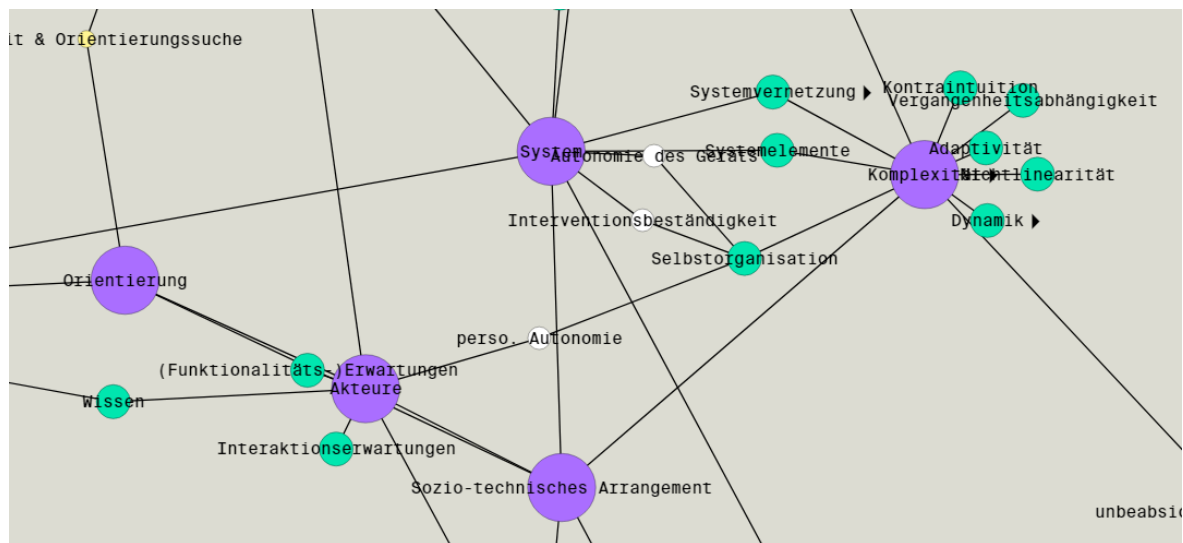 it & Orientierungssuche
Systemvernetzung
Kontraintuition
Vergangenheitsabhängigkeit
System
Autonomie des Geräts
Systemelemente
Adaptivität
Komplexität
Nichtlinearität
Interventionsbeständigkeit
Dynamik
Selbstorganisation
Orientierung
perso. Autonomie
(Funktionalitäts-)Erwartungen
Akteure
Wissen
Interaktionserwartungen
Sozio-technisches Arrangement
unbeabsic